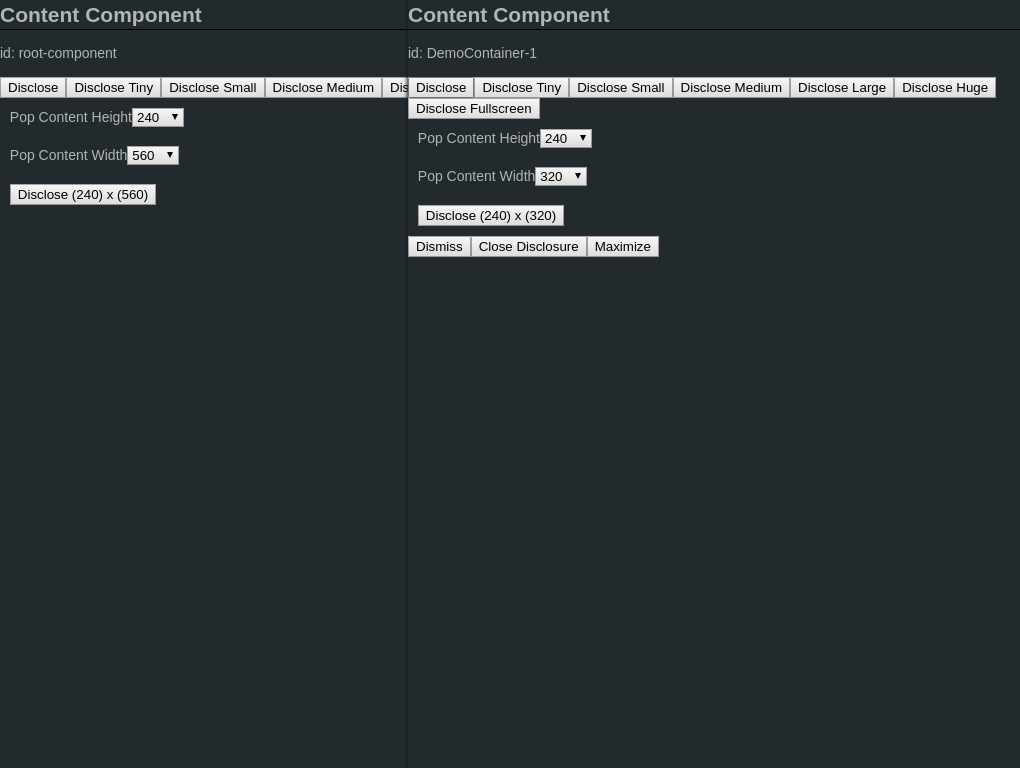 Content Component
id: root-component
Disclose Disclose Tiny Disclose Small Disclose Medium Dis
Pop Content Height 240
Pop Content Width 560
Disclose (240) x (560)
Content Component
id: DemoContainer-1
Disclose Disclose Tiny Disclose Small Disclose Medium Disclose Large Disclose Huge
Disclose Fullscreen
Pop Content Height 240
Pop Content Width 320
Disclose (240) x (320)
Dismiss Close Disclosure Maximize